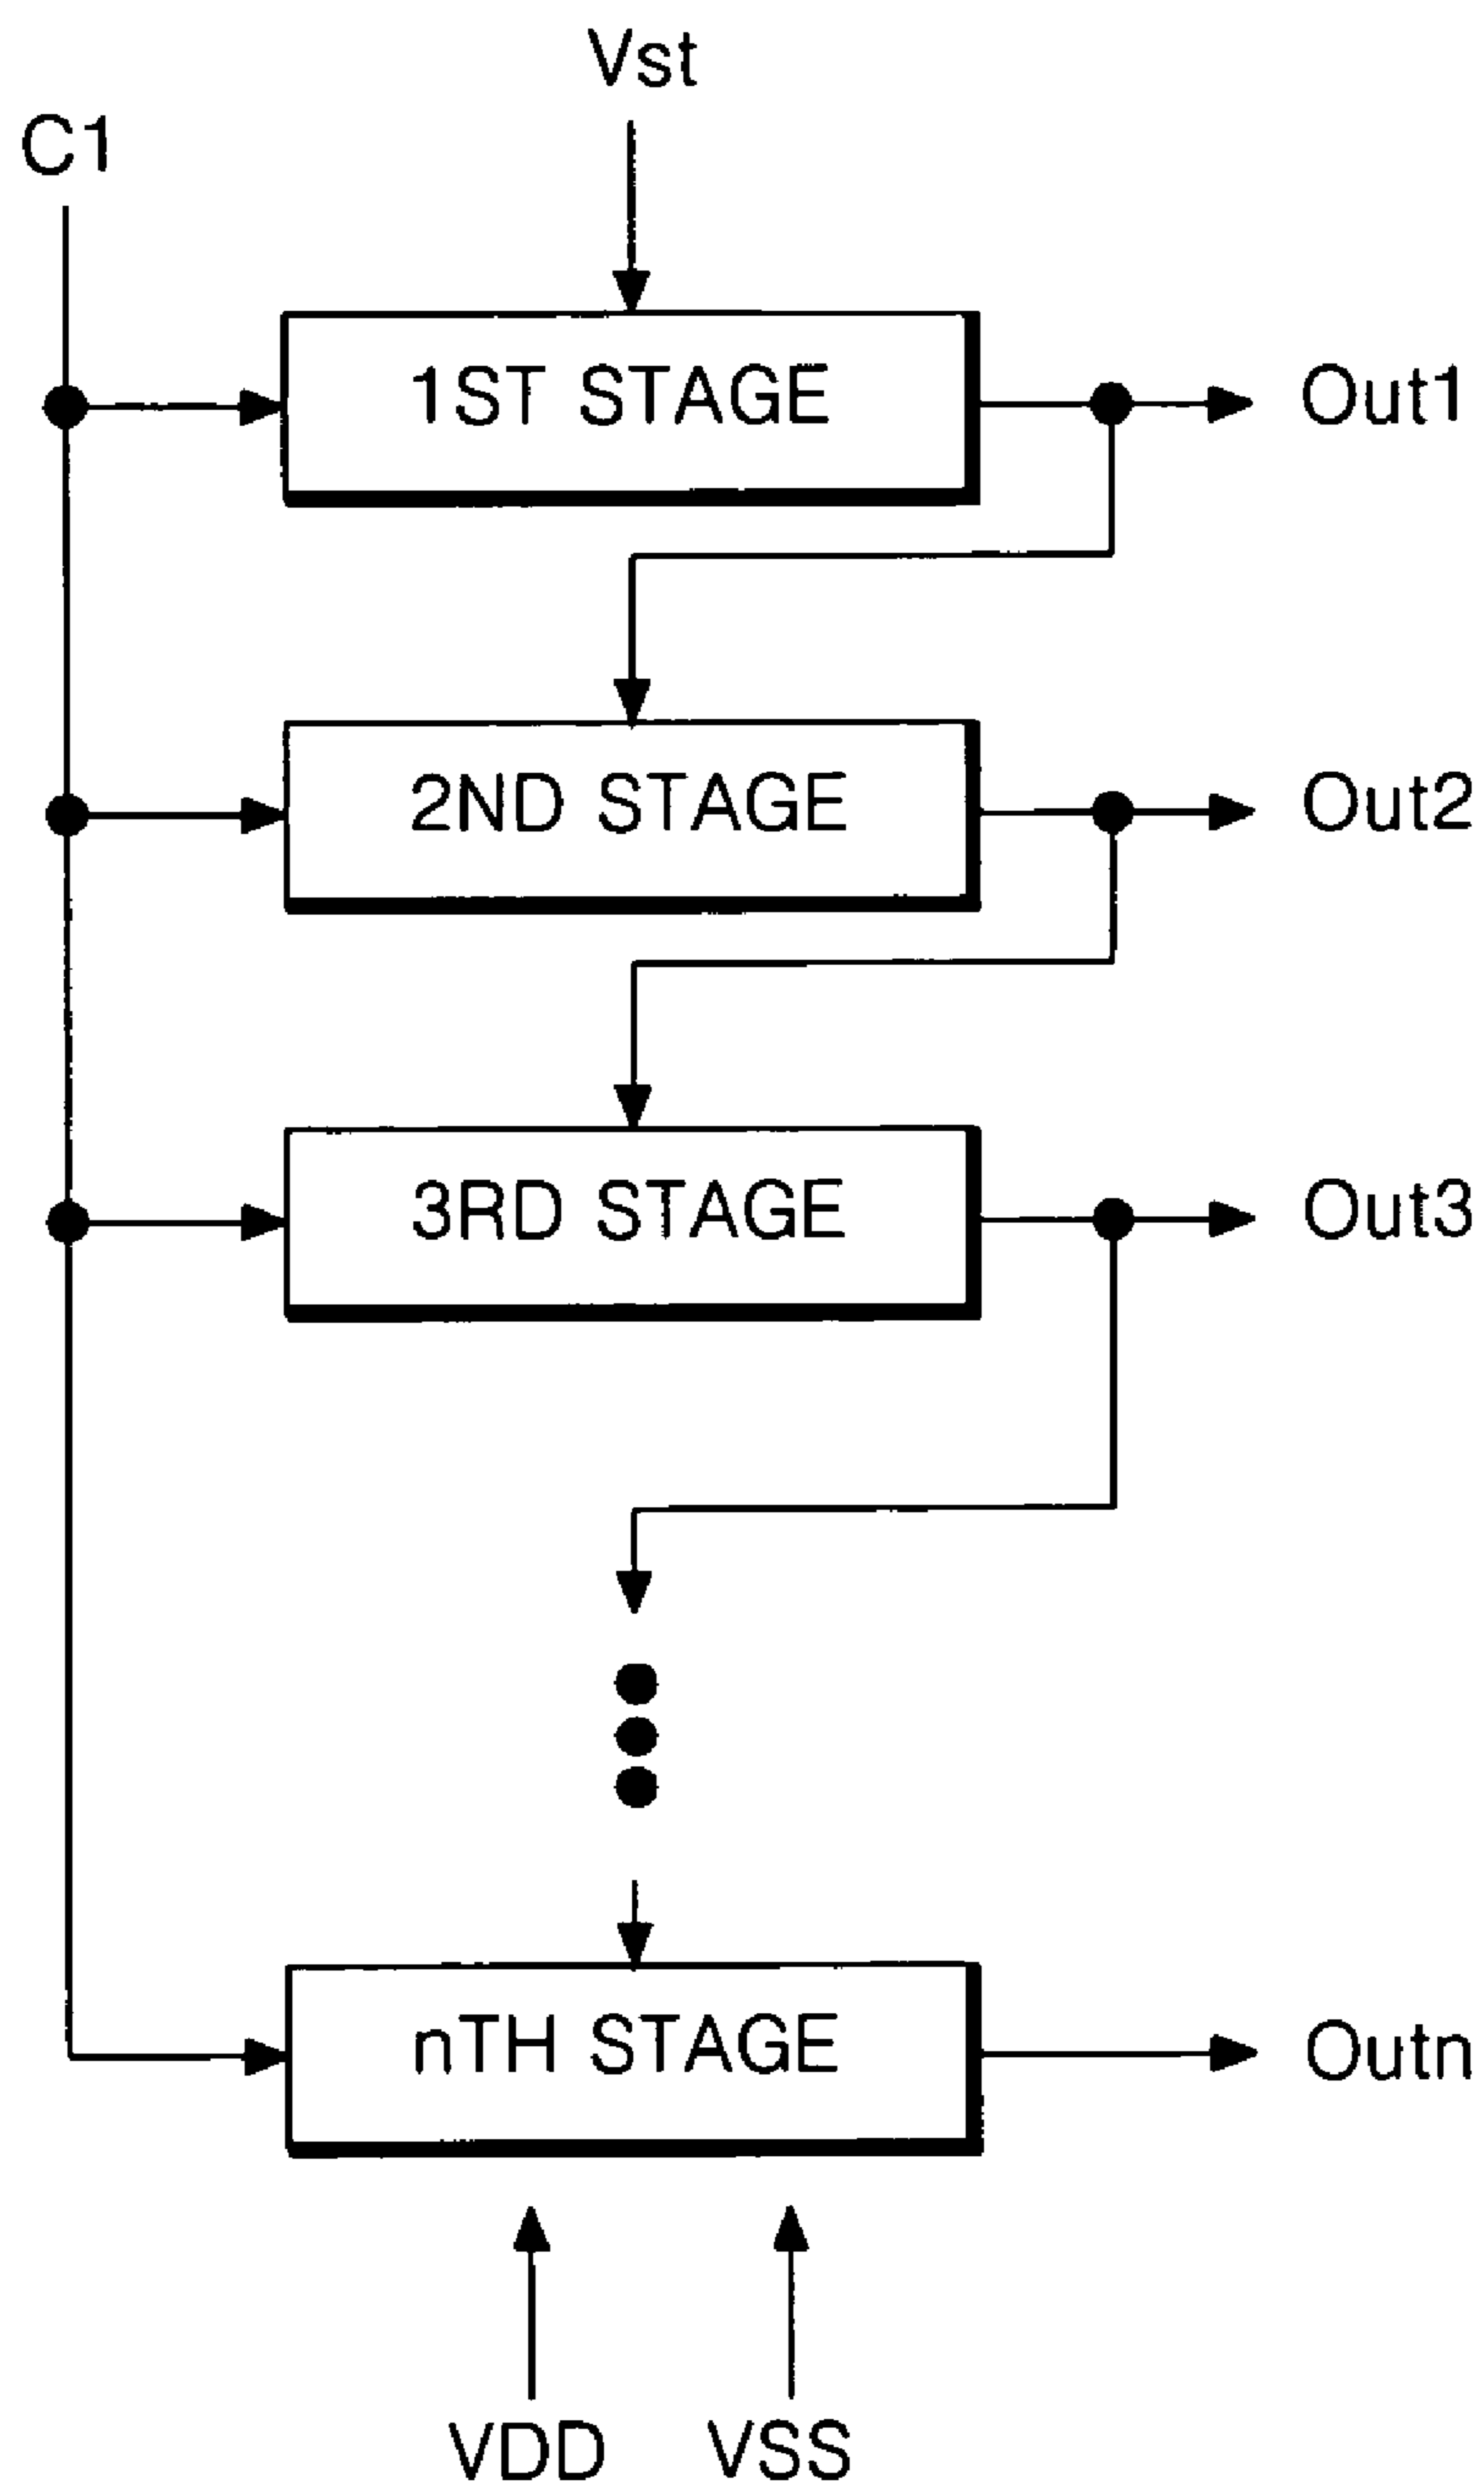 Vst
C1
1ST STAGE
Out1
2ND STAGE
Out2
3RD STAGE
Out3
nTH STAGE
Outn
VDD
VSS